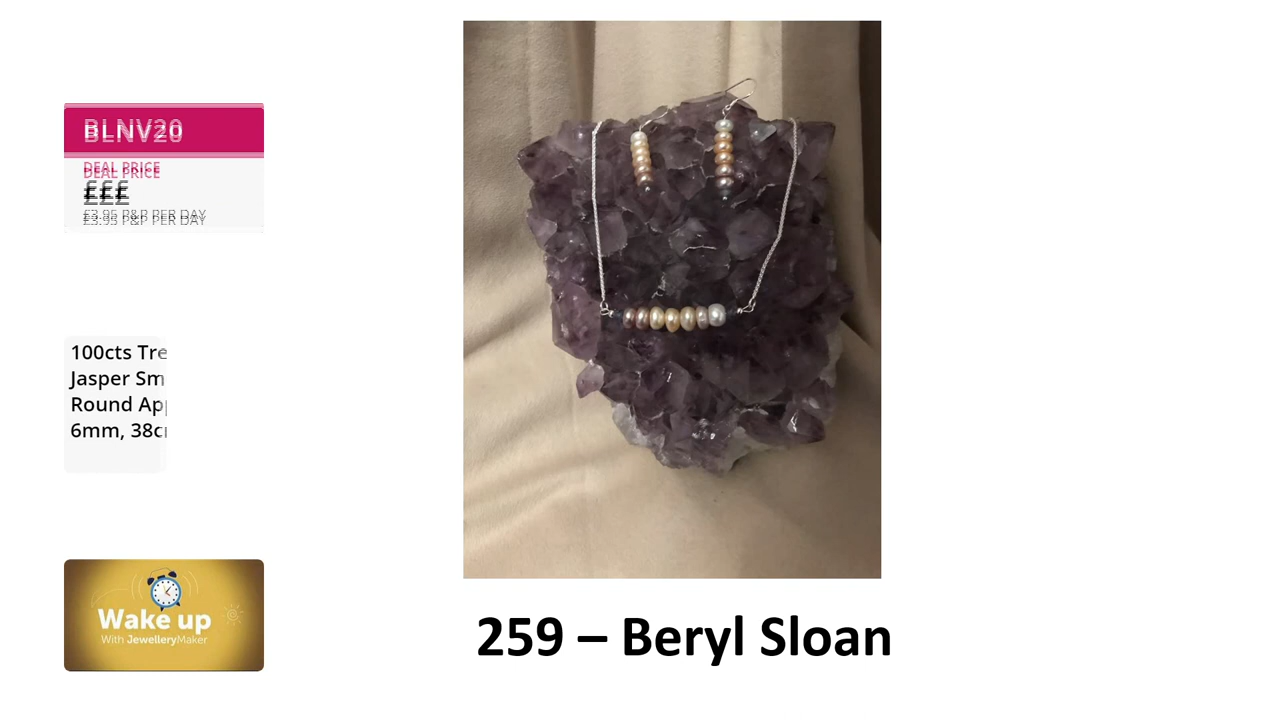 BLNV20
DEAL PRICE
£££
£3.95 P&P PER DAY
100cts Tre
Jasper Sm
Round Ap
6mm, 38c
Wake up
With JewelleryMaker
259 – Beryl Sloan